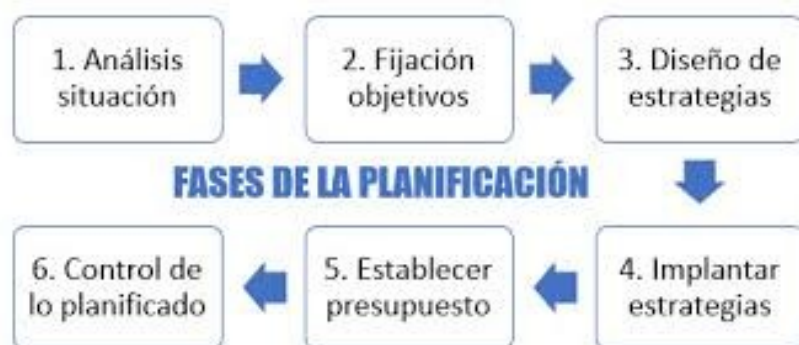 1. Análisis
situación
2. Fijación
objetivos
3. Diseño de
estrategias
FASES DE LA PLANIFICACIÓN
4. Implantar
estrategias
5. Establecer
presupuesto
6. Control de
lo planificado